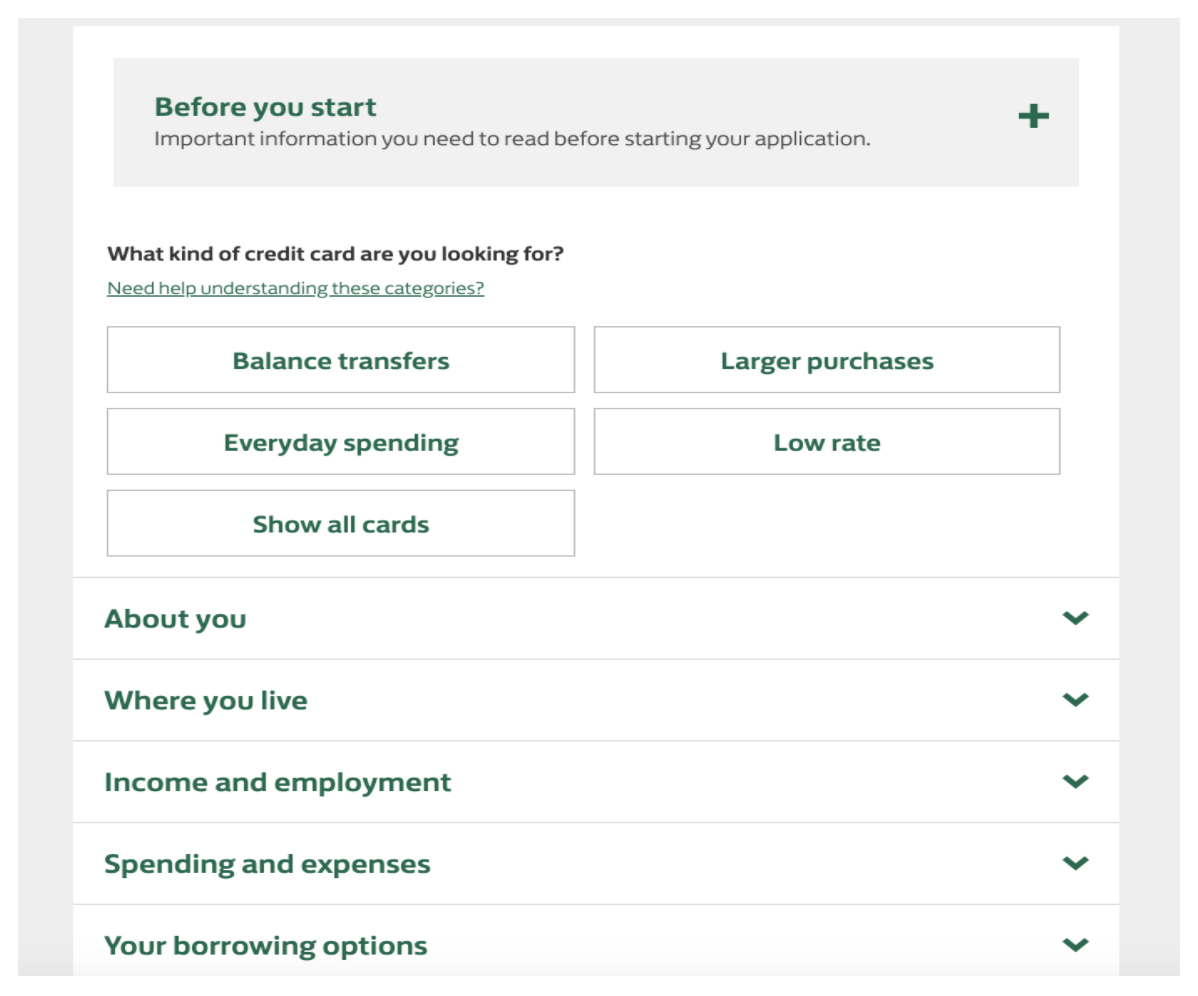 Before you start
Important information you need to read before starting your application.
What kind of credit card are you looking for?
Need help understanding these categories?
Balance transfers
Larger purchases
Everyday spending
Low rate
Show all cards
About you
Where you live
Income and employment
Spending and expenses
Your borrowing options